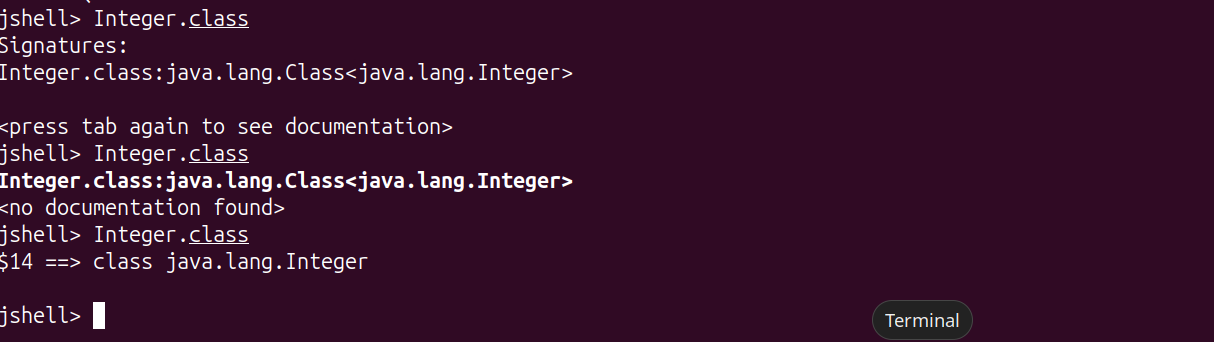 jshell> Integer.class
Signatures:
Integer.class:java.lang.Class<java.lang.Integer>
<press tab again to see documentation>
jshell> Integer.class
Integer.class:java.lang.Class<java.lang.Integer>
<no documentation found>
jshell> Integer.class
$14 ==> class java.lang.Integer
jshell>
Terminal